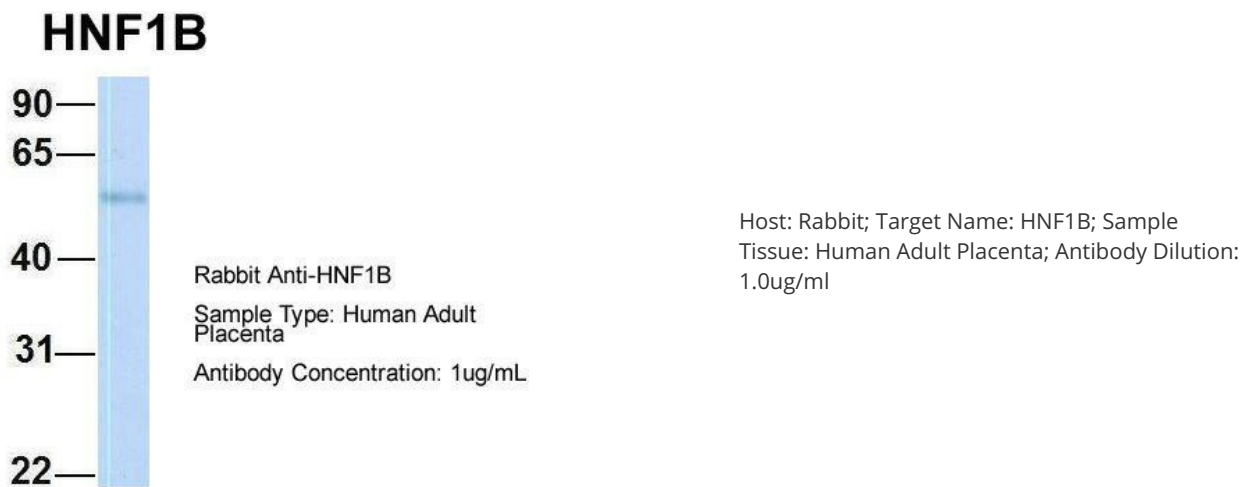 HNF1B
90
65
40
31
22
Rabbit Anti-HNF1B
Sample Type: Human Adult
Placenta
Antibody Concentration: 1ug/mL
Host: Rabbit; Target Name: HNF1B; Sample
Tissue: Human Adult Placenta; Antibody Dilution:
1.0ug/ml